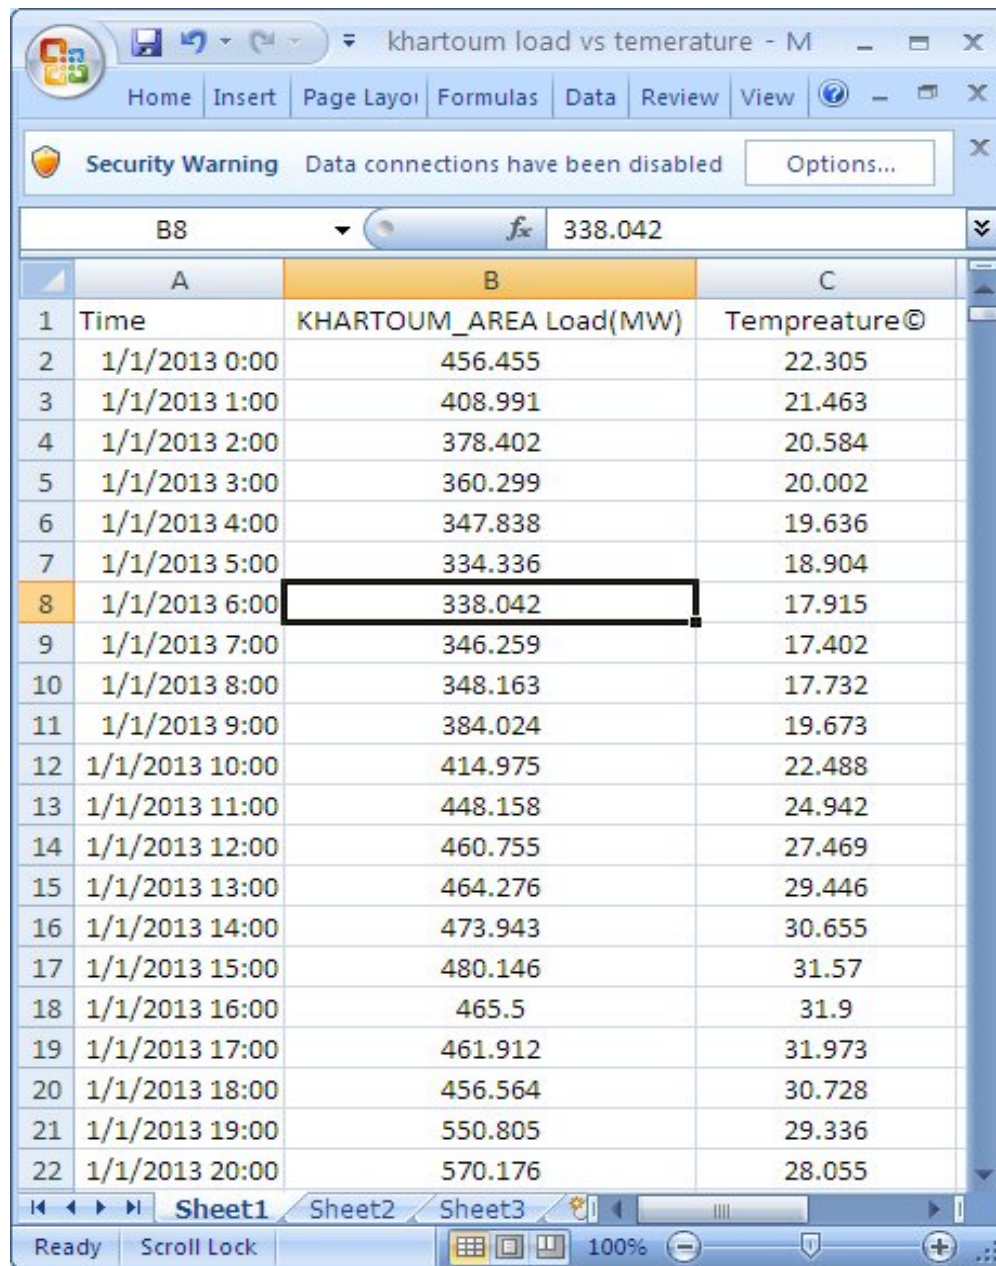 khartoum load vs temerature - M
Home Insert Page Layou Formulas Data Review View
Security Warning Data connections have been disabled Options...
B8 fx 338.042
A B C
1 Time KHARTOUM_AREA Load(MW) Tempreature©
2 1/1/2013 0:00 456.455 22.305
3 1/1/2013 1:00 408.991 21.463
4 1/1/2013 2:00 378.402 20.584
5 1/1/2013 3:00 360.299 20.002
6 1/1/2013 4:00 347.838 19.636
7 1/1/2013 5:00 334.336 18.904
8 1/1/2013 6:00 338.042 17.915
9 1/1/2013 7:00 346.259 17.402
10 1/1/2013 8:00 348.163 17.732
11 1/1/2013 9:00 384.024 19.673
12 1/1/2013 10:00 414.975 22.488
13 1/1/2013 11:00 448.158 24.942
14 1/1/2013 12:00 460.755 27.469
15 1/1/2013 13:00 464.276 29.446
16 1/1/2013 14:00 473.943 30.655
17 1/1/2013 15:00 480.146 31.57
18 1/1/2013 16:00 465.5 31.9
19 1/1/2013 17:00 461.912 31.973
20 1/1/2013 18:00 456.564 30.728
21 1/1/2013 19:00 550.805 29.336
22 1/1/2013 20:00 570.176 28.055
Sheet1 Sheet2 Sheet3
Ready Scroll Lock 100%